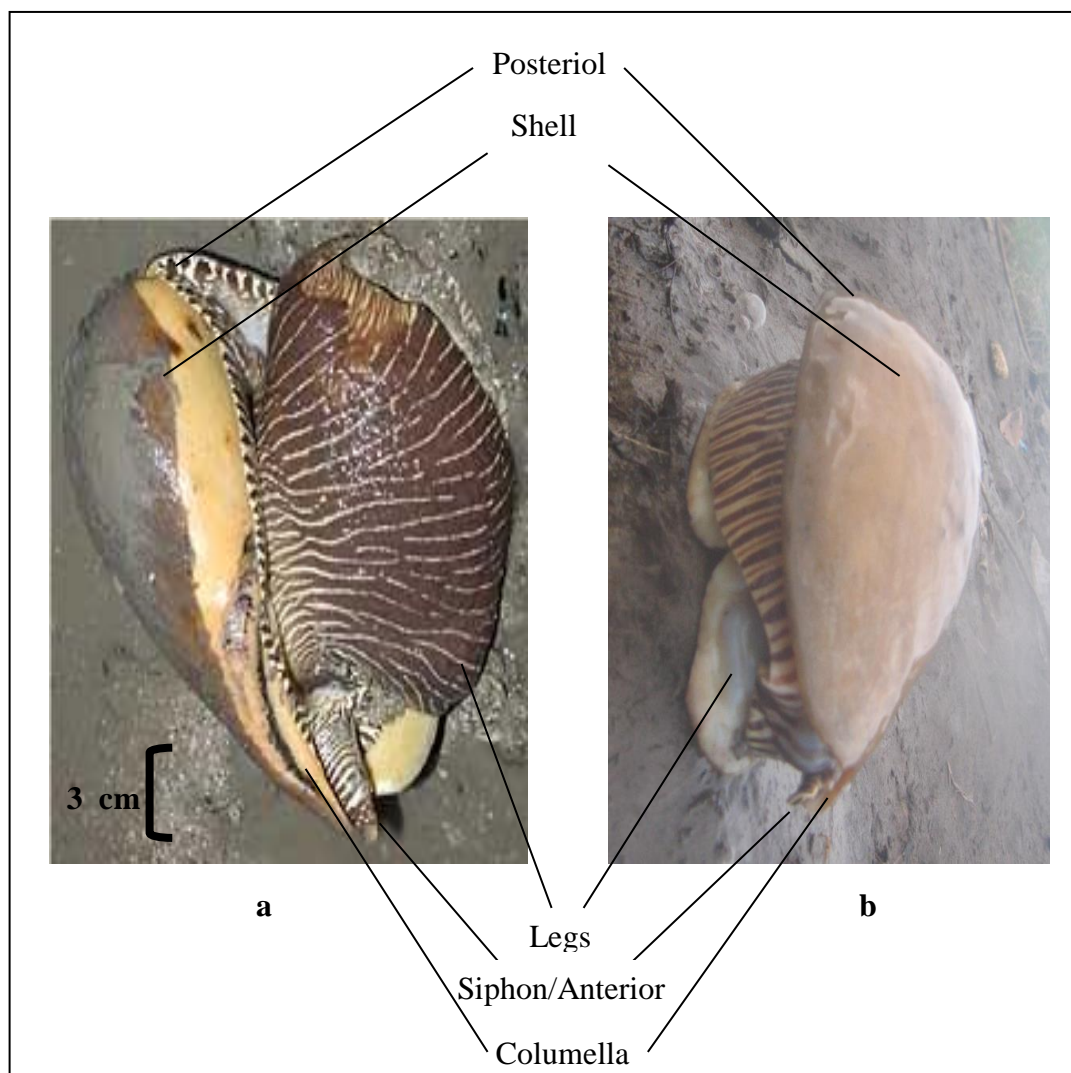 Posteriol
Shell
3 cm
a
b
Legs
Siphon/Anterior
Columella